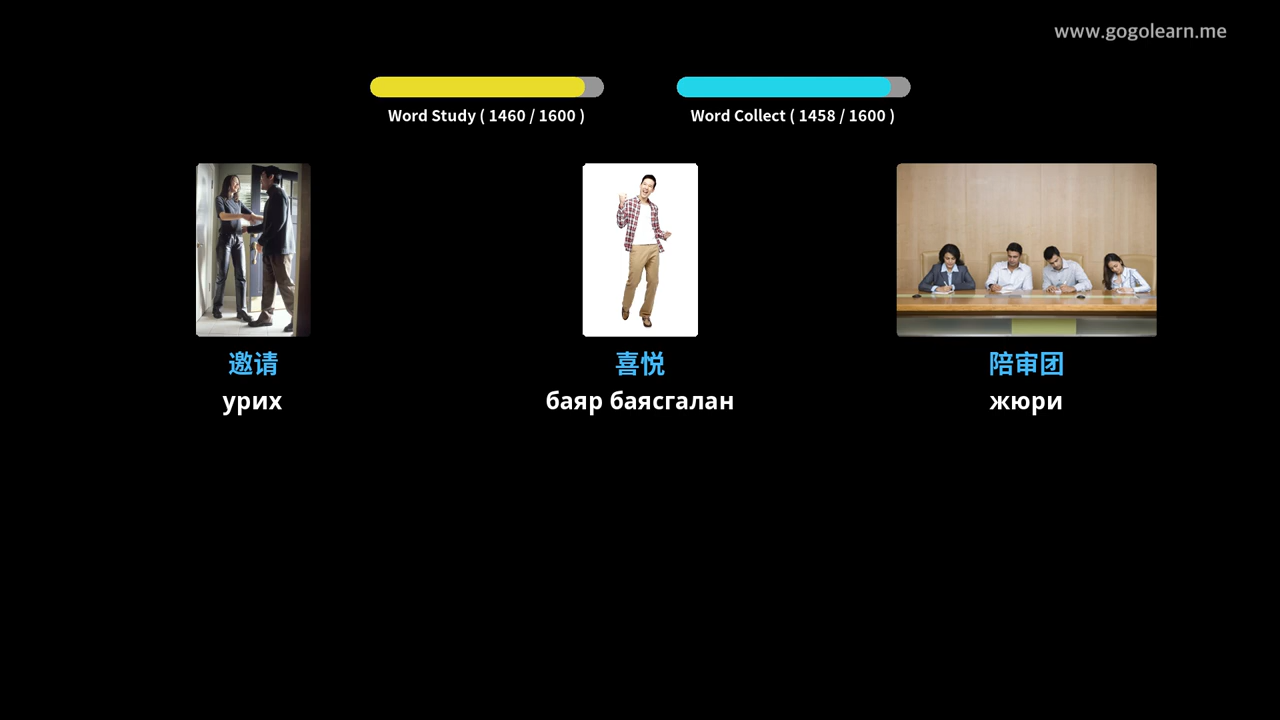 www.gogolearn.me
Word Study ( 1460 / 1600 )
Word Collect ( 1458 / 1600 )
邀请
урих
喜悦
баяр баясгалан
陪审团
жюри